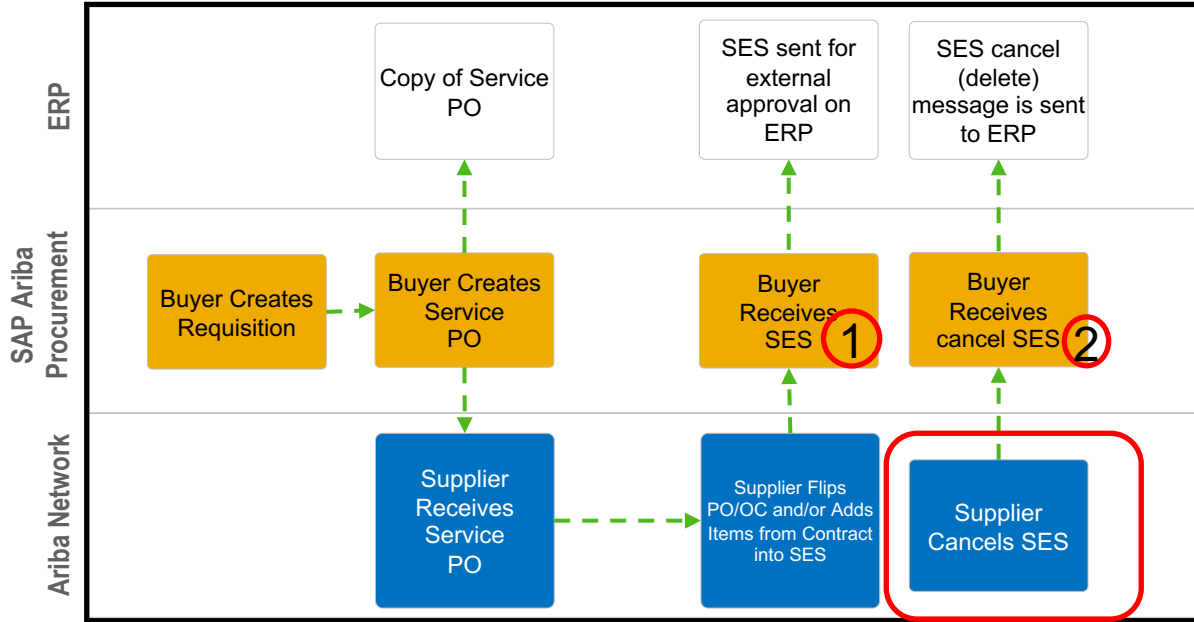 ERP
Copy of Service
PO
SES sent for
external
approval on
ERP
SES cancel
(delete)
message is sent
to ERP
SAP Ariba
Procurement
Buyer Creates
Requisition
Buyer Creates
Service
PO
Buyer
Receives
SES
1
Buyer
Receives
cancel SES
2
Ariba Network
Supplier
Receives
Service
PO
Supplier Flips
PO/OC and/or Adds
Items from Contract
into SES
Supplier
Cancels SES